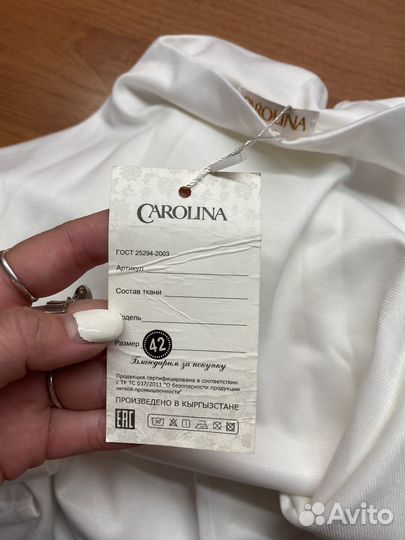 CAROLINA
CAROLINA
ГОСТ 25294-2003
Артикул
Состав ткани
Модель
Размер 42
Благодарим за покупку
Продукция сертифицирована в соответствии
с ТР ТС 017/2011 "О безопасности продукции
легкой промышленности"
ПРОИЗВЕДЕНО В КЫРГЫЗСТАНЕ
EAC
Avito